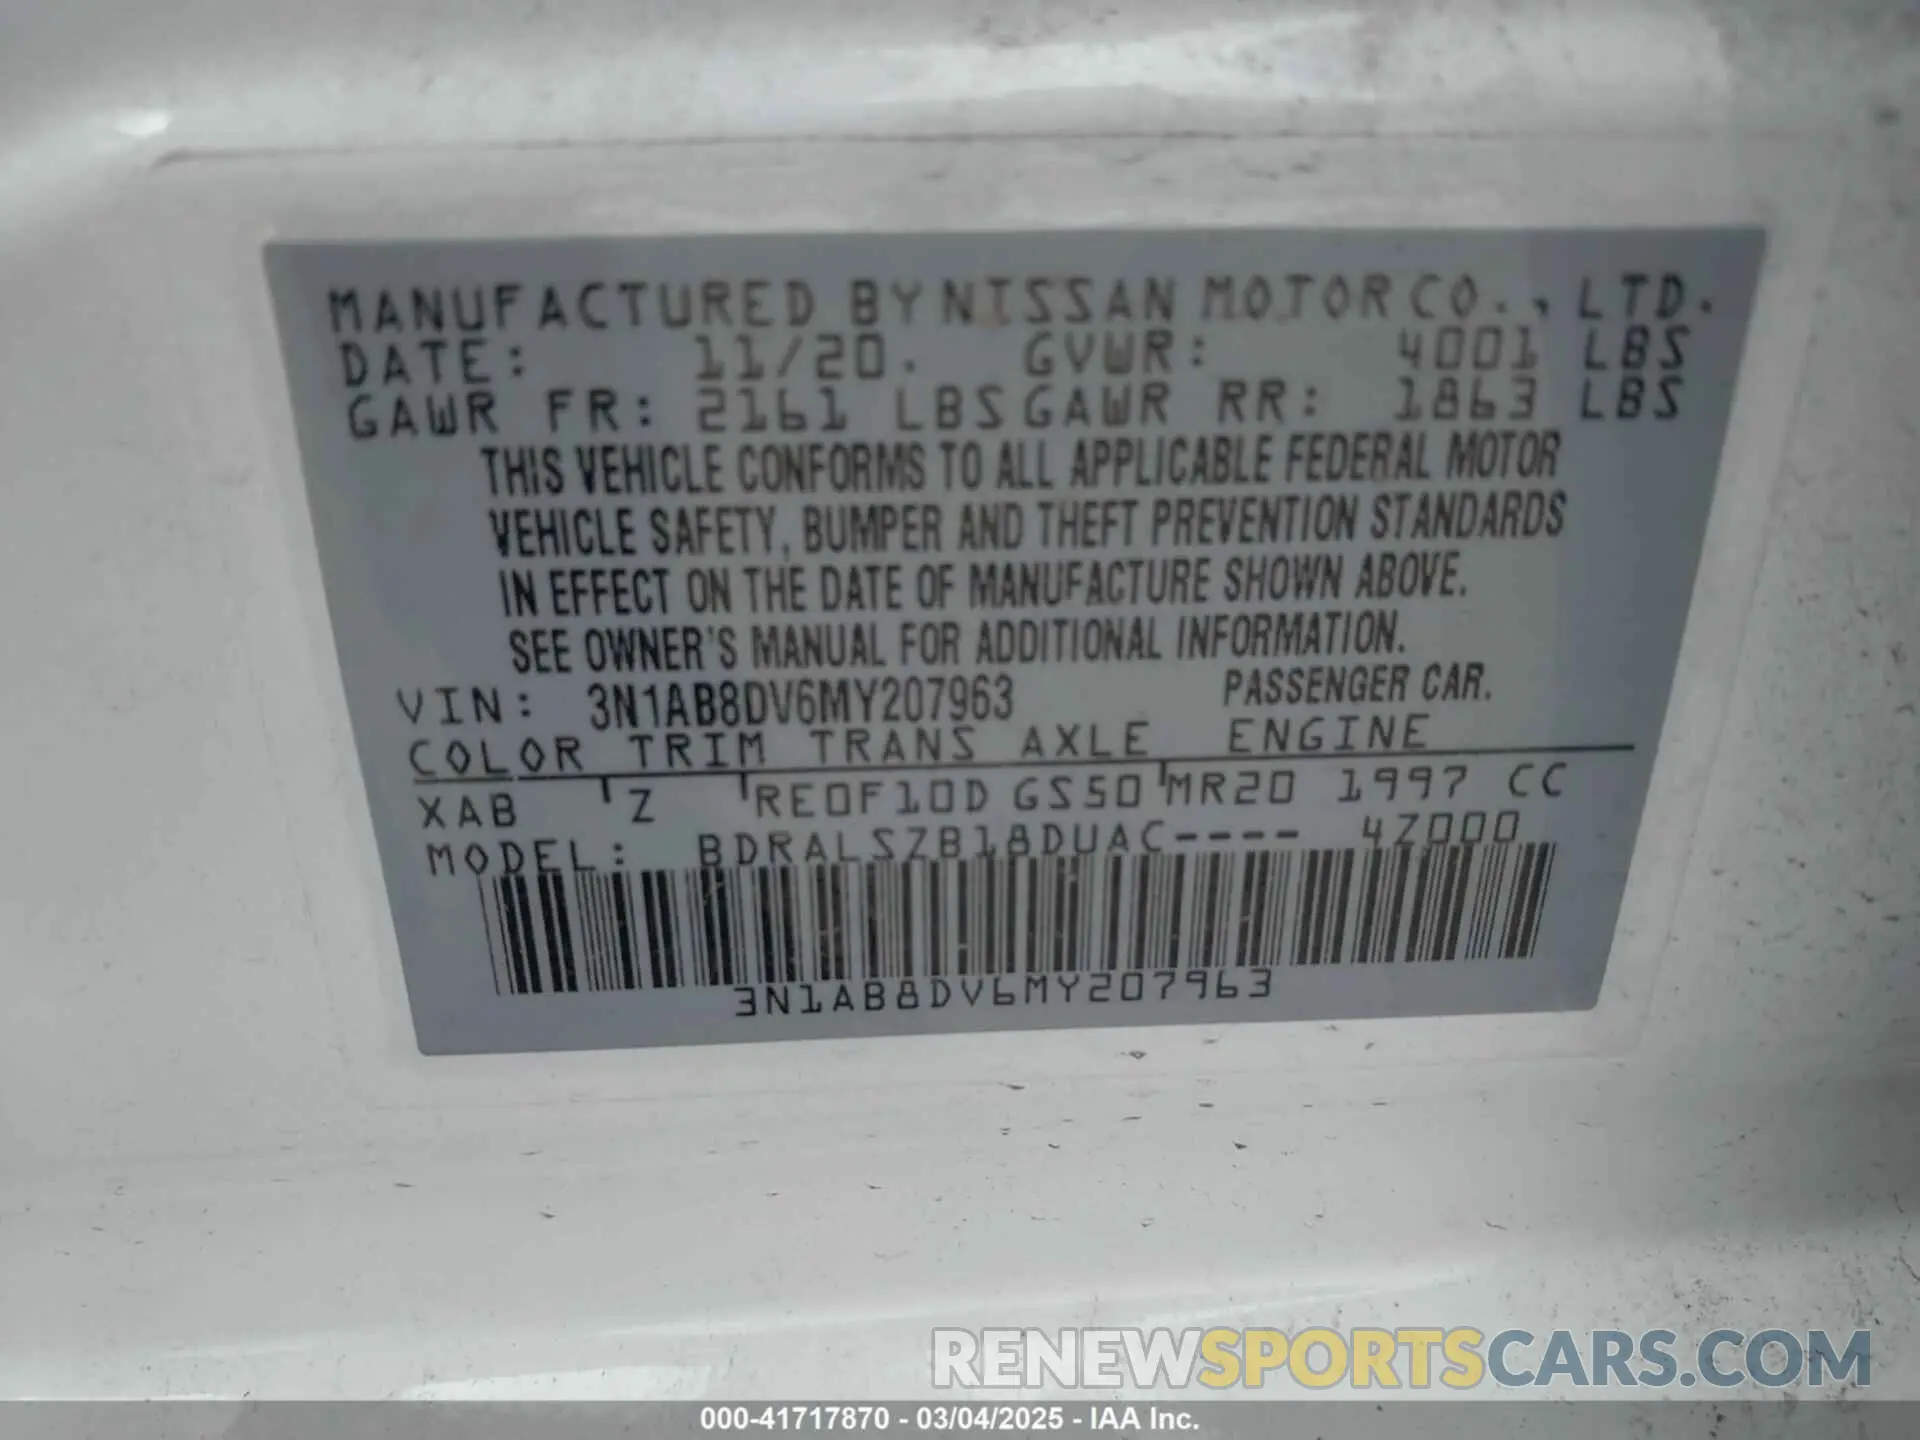 MANUFACTURED BY NISSAN MOTOR CO., LTD.
DATE: 11/20. GVWR: 4001 LBS
GAWR FR: 2161 LBS GAWR RR: 1863 LBS
THIS VEHICLE CONFORMS TO ALL APPLICABLE FEDERAL MOTOR
VEHICLE SAFETY, BUMPER AND THEFT PREVENTION STANDARDS
IN EFFECT ON THE DATE OF MANUFACTURE SHOWN ABOVE.
SEE OWNER'S MANUAL FOR ADDITIONAL INFORMATION.
VIN: 3N1AB8DV6MY207963 PASSENGER CAR.
COLOR TRIM TRANS AXLE ENGINE
XAB Z RE0F10D GS50 MR20 1997 CC
MODEL: BDRALSZB18DUAC---- 4Z000
3N1AB8DV6MY207963
RENEWSPORTSCARS.COM
000-41717870 - 03/04/2025 - IAA Inc.